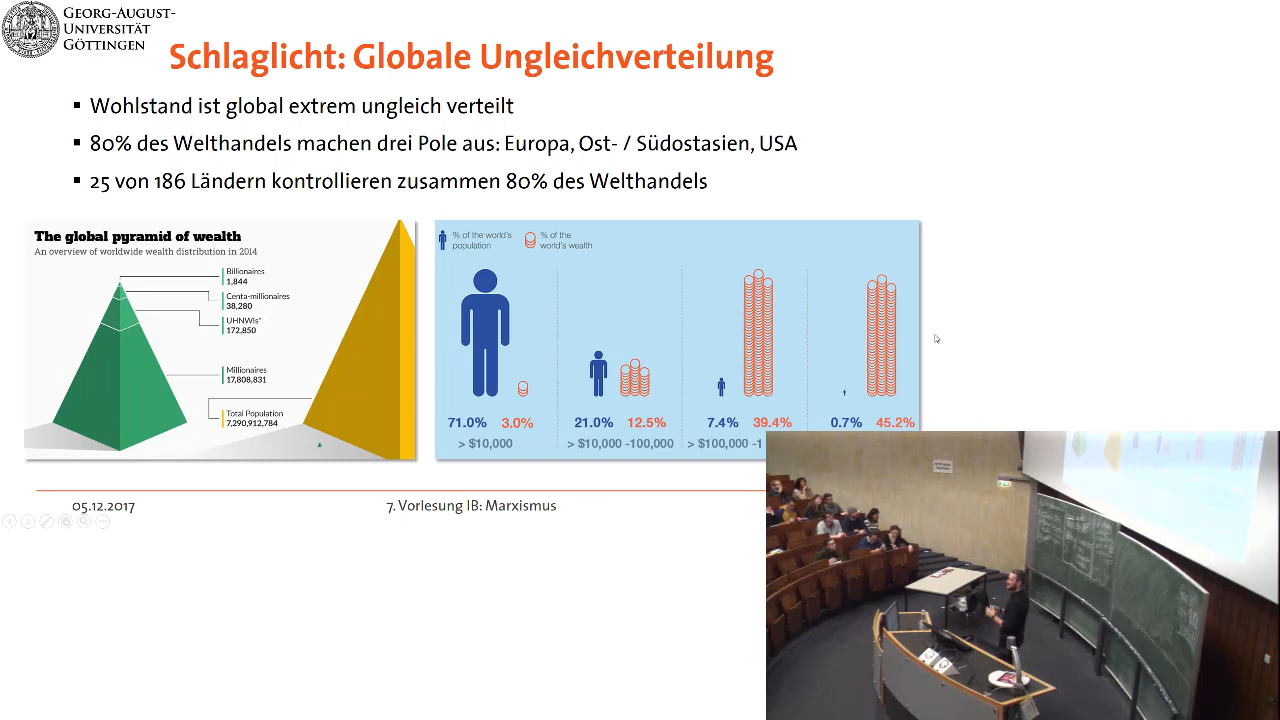 GEORG-AUGUST-
UNIVERSITÄT
GÖTTINGEN
Schlaglicht: Globale Ungleichverteilung
Wohlstand ist global extrem ungleich verteilt
80% des Welthandels machen drei Pole aus: Europa, Ost- / Südostasien, USA
25 von 186 Ländern kontrollieren zusammen 80% des Welthandels
The global pyramid of wealth
An overview of worldwide wealth distribution in 2014
Billionaires
1,844
Centa-millionaires
38,280
UHNWIs*
172,850
Millionaires
17,808,831
Total Population
7,290,912,784
% of the world's
population
% of the
world's wealth
71.0% 3.0%
> $10,000
21.0% 12.5%
> $10,000 -100,000
7.4% 39.4%
> $100,000 -1
0.7% 45.2%
05.12.2017
7. Vorlesung IB: Marxismus